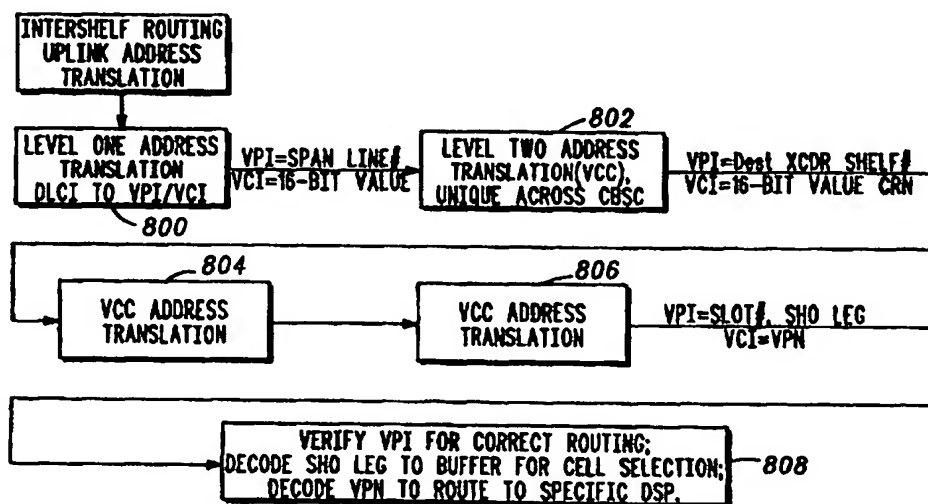 INTERSHELF ROUTING
UPLINK ADDRESS
TRANSLATION
LEVEL ONE ADDRESS
TRANSLATION
DLCI TO VPI/VCI
800
VPI=SPAN LINE#
VCI=16-BIT VALUE
802
LEVEL TWO ADDRESS
TRANSLATION(VCC),
UNIQUE ACROSS CBSC
VPI=Dest XCDR SHELF#
VCI=16-BIT VALUE CRN
804
VCC ADDRESS
TRANSLATION
806
VCC ADDRESS
TRANSLATION
VPI=SLOT#, SHO LEG
VCI=VPN
VERIFY VPI FOR CORRECT ROUTING;
DECODE SHO LEG TO BUFFER FOR CELL SELECTION;
DECODE VPN TO ROUTE TO SPECIFIC DSP.
808